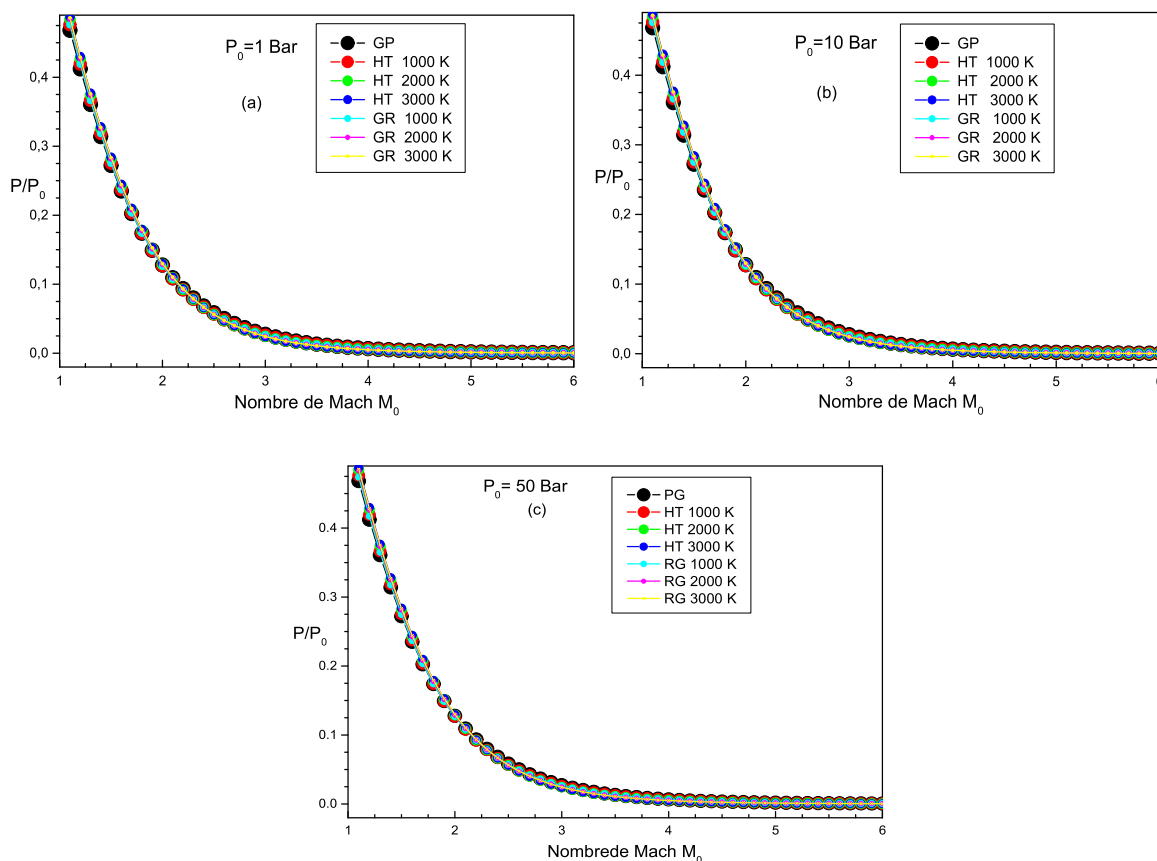 P0=1 Bar
(a)
GP
HT 1000 K
HT 2000 K
HT 3000 K
GR 1000 K
GR 2000 K
GR 3000 K
0,4
0,3
P/P0
0,2
0,1
0,0
1 2 3 4 5 6
Nombre de Mach M0
P0=10 Bar
(b)
GP
HT 1000 K
HT 2000 K
HT 3000 K
GR 1000 K
GR 2000 K
GR 3000 K
0,4
0,3
P/P0
0,2
0,1
0,0
1 2 3 4 5 6
Nombre de Mach M0
P0= 50 Bar
(c)
PG
HT 1000 K
HT 2000 K
HT 3000 K
RG 1000 K
RG 2000 K
RG 3000 K
0.4
0.3
P/P0
0.2
0.1
0.0
1 2 3 4 5 6
Nombrede Mach M0